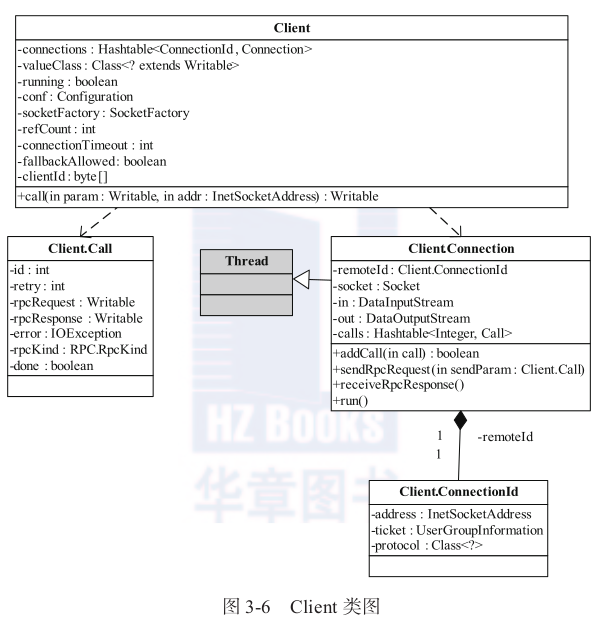 Client
-connections : Hashtable<ConnectionId, Connection>
-valueClass : Class<? extends Writable>
-running : boolean
-conf : Configuration
-socketFactory : SocketFactory
-refCount : int
-connectionTimeout : int
-fallbackAllowed : boolean
-clientId : byte[]
+call(in param : Writable, in addr : InetSocketAddress) : Writable
Client.Call
-id : int
-retry : int
-rpcRequest : Writable
-rpcResponse : Writable
-error : IOException
-rpcKind : RPC.RpcKind
-done : boolean
Thread
Client.Connection
-remoteId : Client.ConnectionId
-socket : Socket
-in : DataInputStream
-out : DataOutputStream
-calls : Hashtable<Integer, Call>
+addCall(in call) : boolean
+sendRpcRequest(in sendParam : Client.Call)
+receiveRpcResponse()
+run()
1
-remoteId
1
Client.ConnectionId
-address : InetSocketAddress
-ticket : UserGroupInformation
-protocol : Class<?>
HZ BOOKS
华章图书
图 3-6 Client 类图